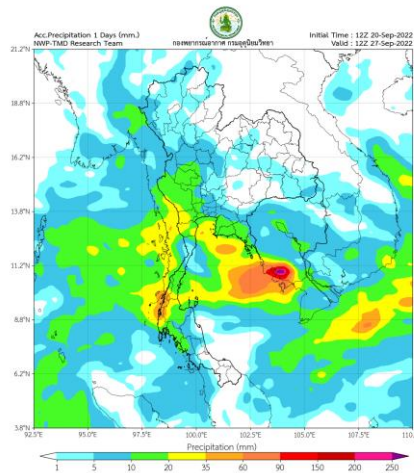 Acc.Precipitation 1 Days (mm.)
NWP-TMD Research Team
กองพยากรณ์อากาศ กรมอุตุนิยมวิทยา
Initial Time : 12Z 20-Sep-2022
Valid : 12Z 27-Sep-2022
21.2°N
18.8°N
16.2°N
13.8°N
11.2°N
8.8°N
6.2°N
3.8°N
92.5°E 95.0°E 97.5°E 100.0°E 102.5°E 105.0°E 107.5°E 110.
Precipitation (mm)
1 5 10 20 35 60 90 150 200 250